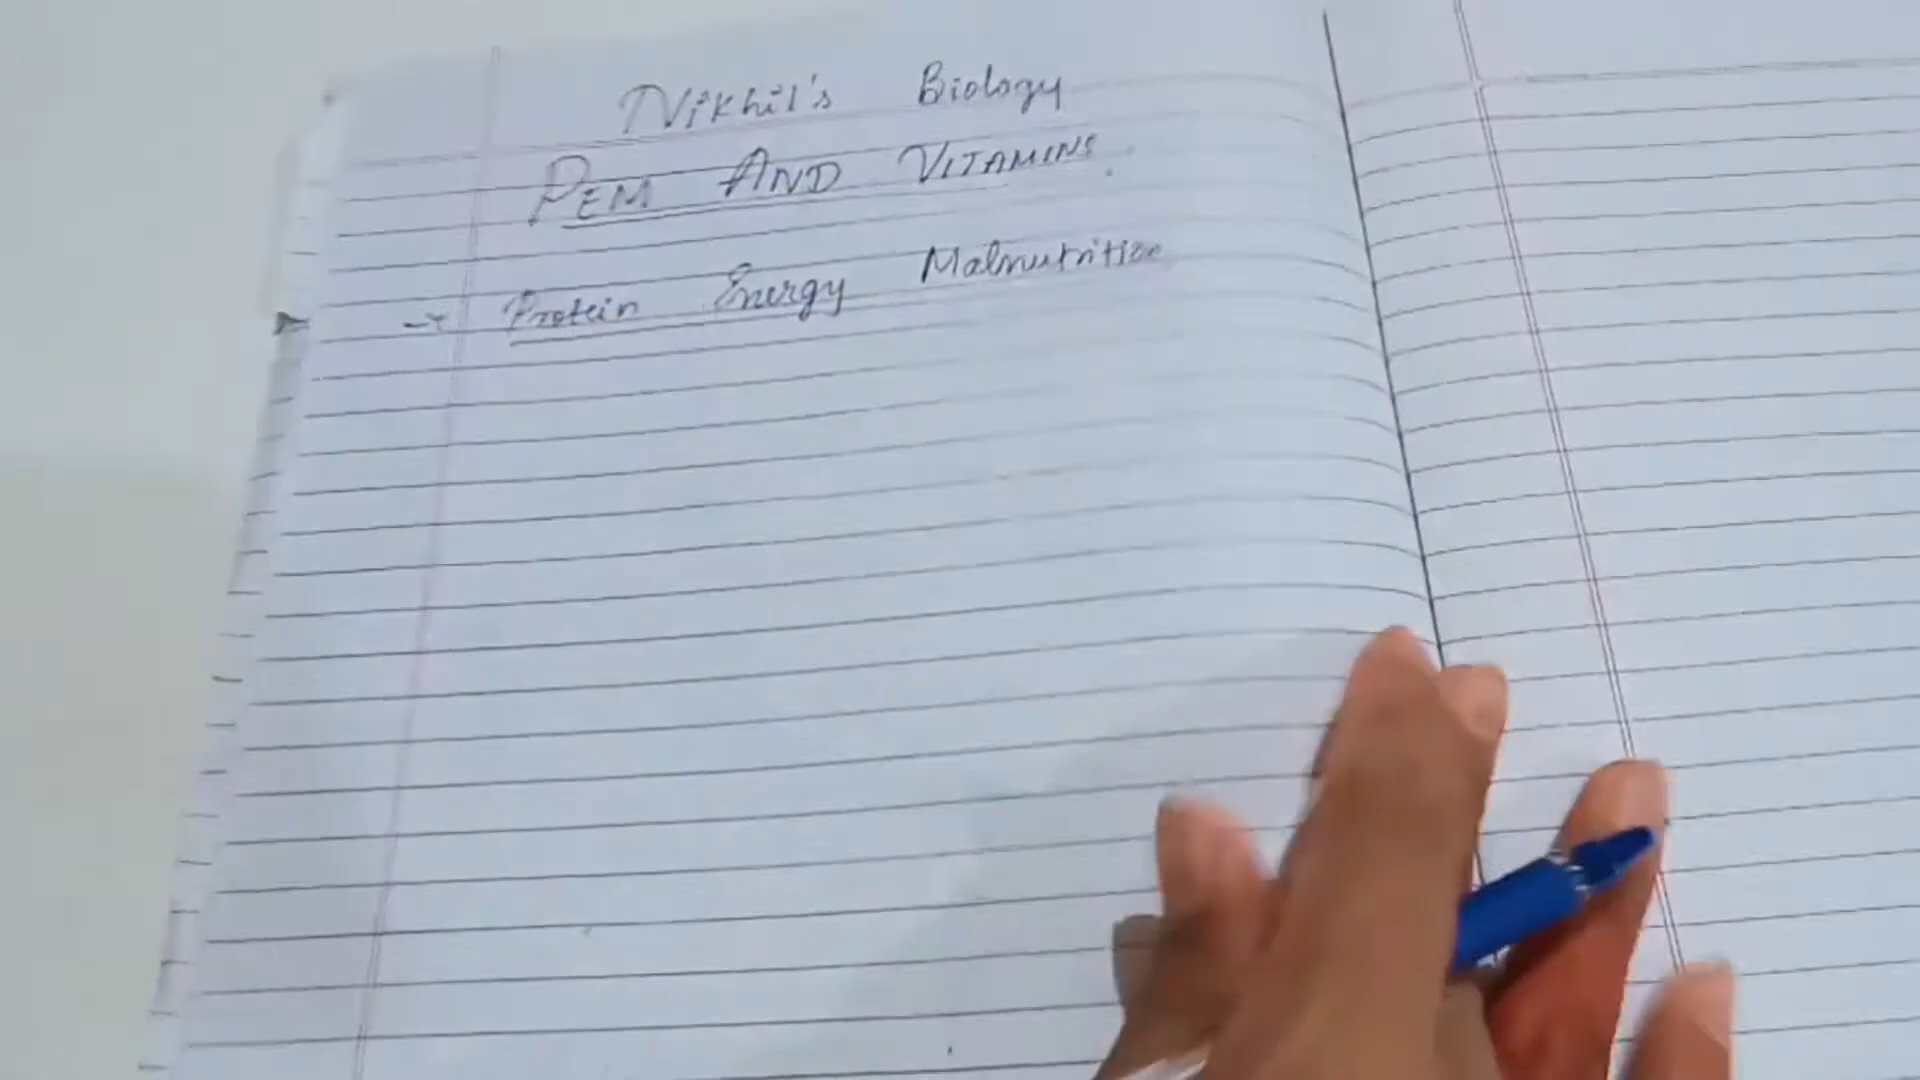 Nikhil's Biology
PEM AND VITAMINS.
→ Protein Energy Malnutrition